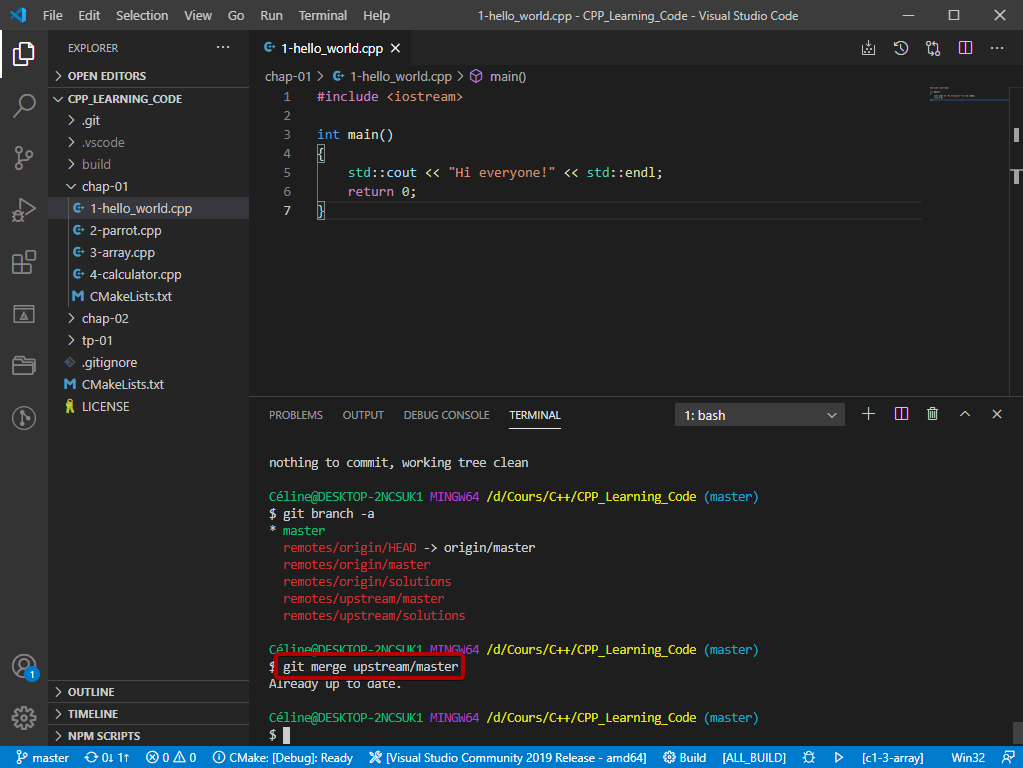 File Edit Selection View Go Run Terminal Help 1-hello_world.cpp - CPP_Learning_Code - Visual Studio Code
EXPLORER
1-hello_world.cpp
OPEN EDITORS
CPP_LEARNING_CODE
.git
.vscode
build
chap-01
1-hello_world.cpp
2-parrot.cpp
3-array.cpp
4-calculator.cpp
CMakeLists.txt
chap-02
tp-01
.gitignore
CMakeLists.txt
LICENSE
OUTLINE
TIMELINE
NPM SCRIPTS
1
chap-01 > 1-hello_world.cpp > main()
1 #include <iostream>
2
3 int main()
4 {
5 std::cout << "Hi everyone!" << std::endl;
6 return 0;
7 }
PROBLEMS OUTPUT DEBUG CONSOLE TERMINAL 1: bash
nothing to commit, working tree clean
Céline@DESKTOP-2NCSUK1 MINGW64 /d/Cours/C++/CPP_Learning_Code (master)
$ git branch -a
* master
remotes/origin/HEAD -> origin/master
remotes/origin/master
remotes/origin/solutions
remotes/upstream/master
remotes/upstream/solutions
Céline@DESKTOP-2NCSUK1 MINGW64 /d/Cours/C++/CPP_Learning_Code (master)
$ git merge upstream/master
Already up to date.
Céline@DESKTOP-2NCSUK1 MINGW64 /d/Cours/C++/CPP_Learning_Code (master)
$
master 0↓ 1↑ 0 0 CMake: [Debug]: Ready [Visual Studio Community 2019 Release - amd64] Build [ALL_BUILD] [c1-3-array] Win32